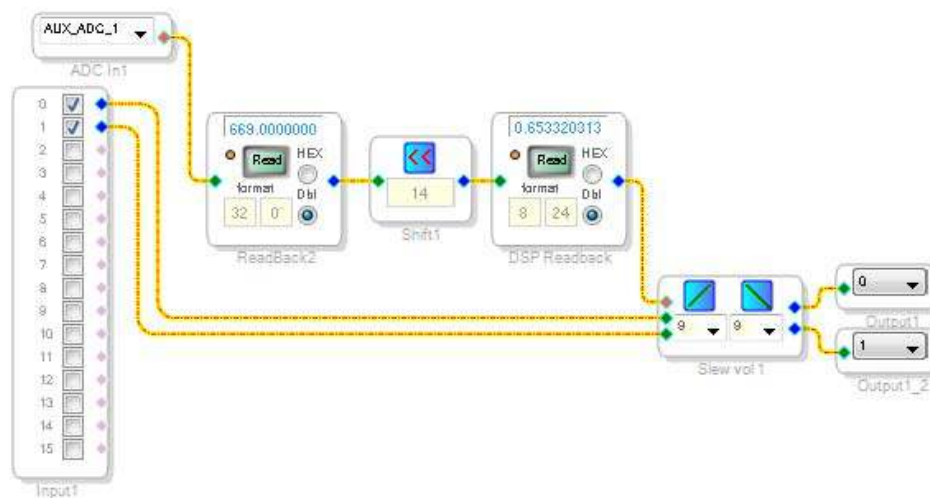 AUX_ADC_1
ADC In1
0
1
2
3
4
5
6
7
8
9
10
11
12
13
14
15
Input1
669.0000000
Read
HEX
format
Dbl
32 0
ReadBack2
<<
14
Shift1
0.653320313
Read
HEX
format
Dbl
8 24
DSP Readback
9 9
Slew vol 1
0
Output1
1
Output1_2